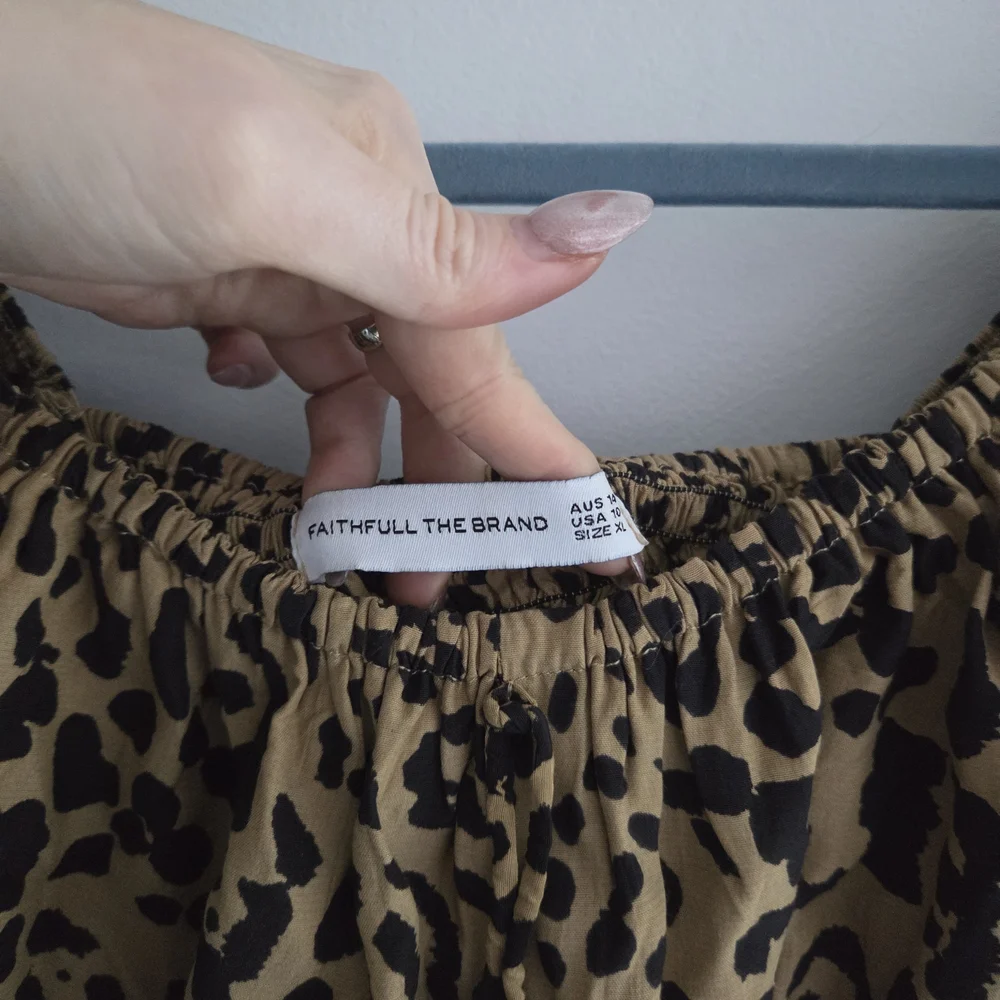 FAITHFULL THE BRAND
AUS 14
USA 10
SIZE XL